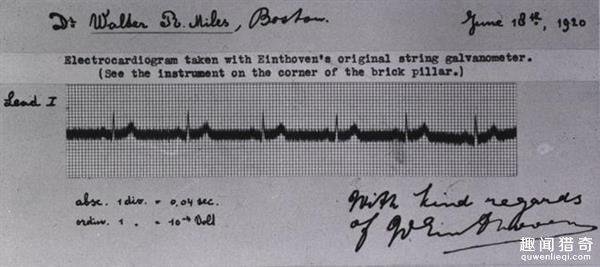 Dr Walter R. Miles, Boston.
June 18th, 1920
Electrocardiogram taken with Einthoven's original string galvanometer.
(See the instrument on the corner of the brick pillar.)
Lead I
absc. 1 div. = 0,04 sec.
ordin. 1 „ = 10-4 Volt
With kind regards
of W Einthoven
趣闻猎奇
quwenlieqi.com